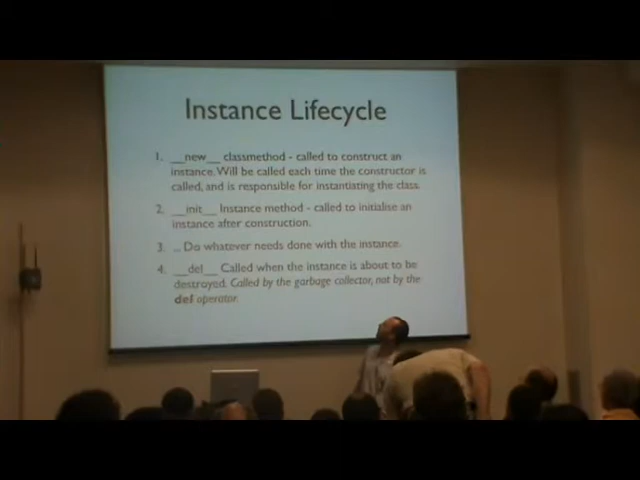 Instance Lifecycle
1. __new__ classmethod - called to construct an
instance. Will be called each time the constructor is
called, and is responsible for instantiating the class.
2. __init__ Instance method - called to initialise an
instance after construction.
3. .. Do whatever needs done with the instance.
4. __del__ Called when the instance is about to be
destroyed. Called by the garbage collector, not by the
def operator.